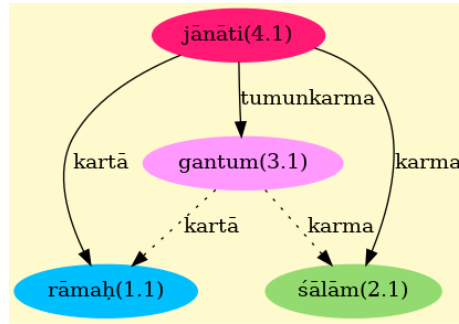 jānāti(4.1)
tumunkarma
kartā
gantum(3.1)
karma
kartā
karma
rāmaḥ(1.1)
śālām(2.1)